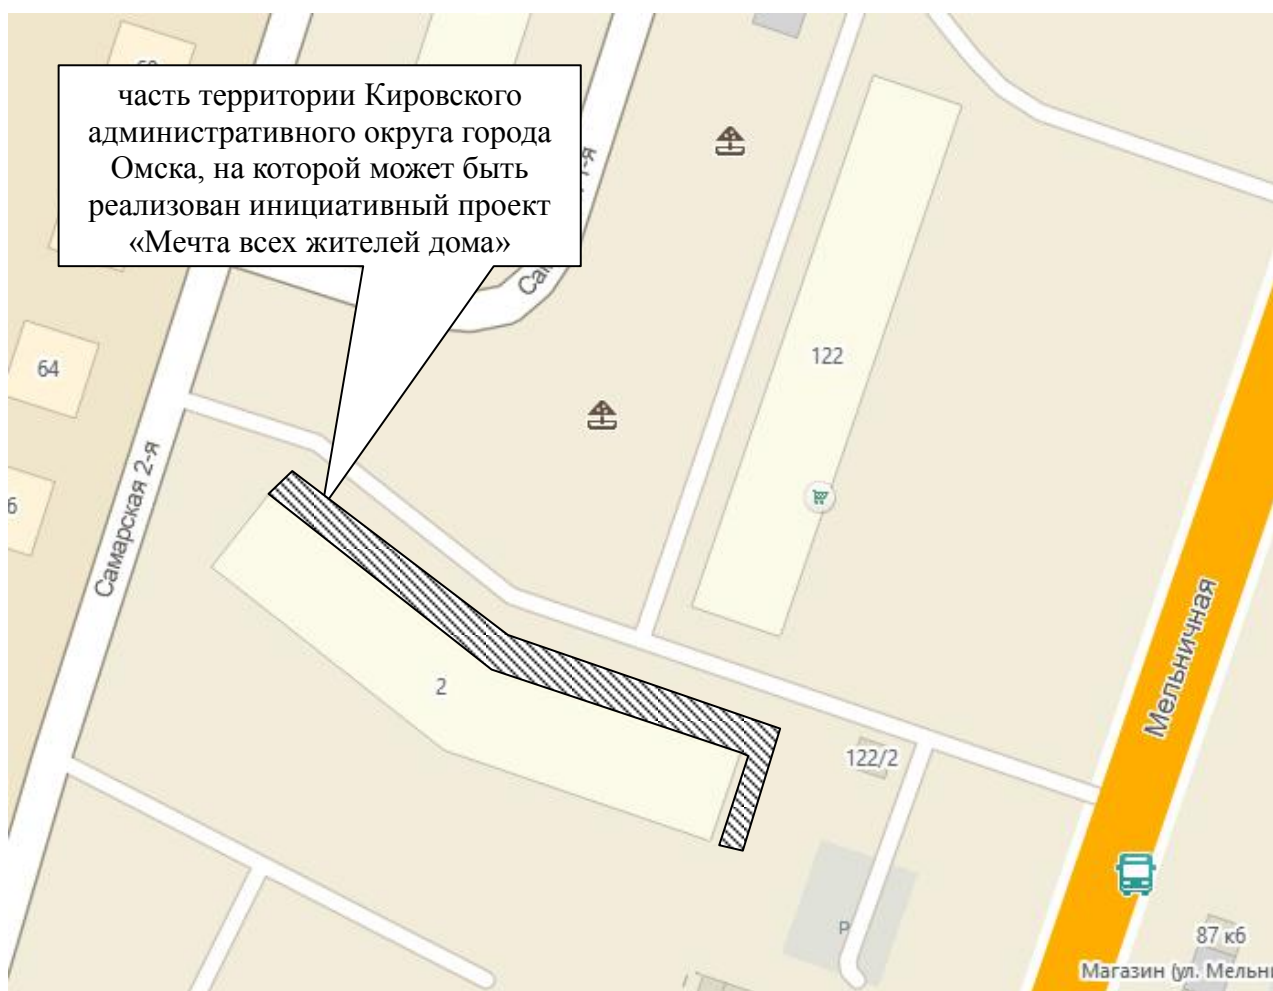 часть территории Кировского
административного округа города
Омска, на которой может быть
реализован инициативный проект
«Мечта всех жителей дома»
64
122
Самарская 2-я
2
Мельничная
122/2
P
87 к6
Магазин (ул. Мельни